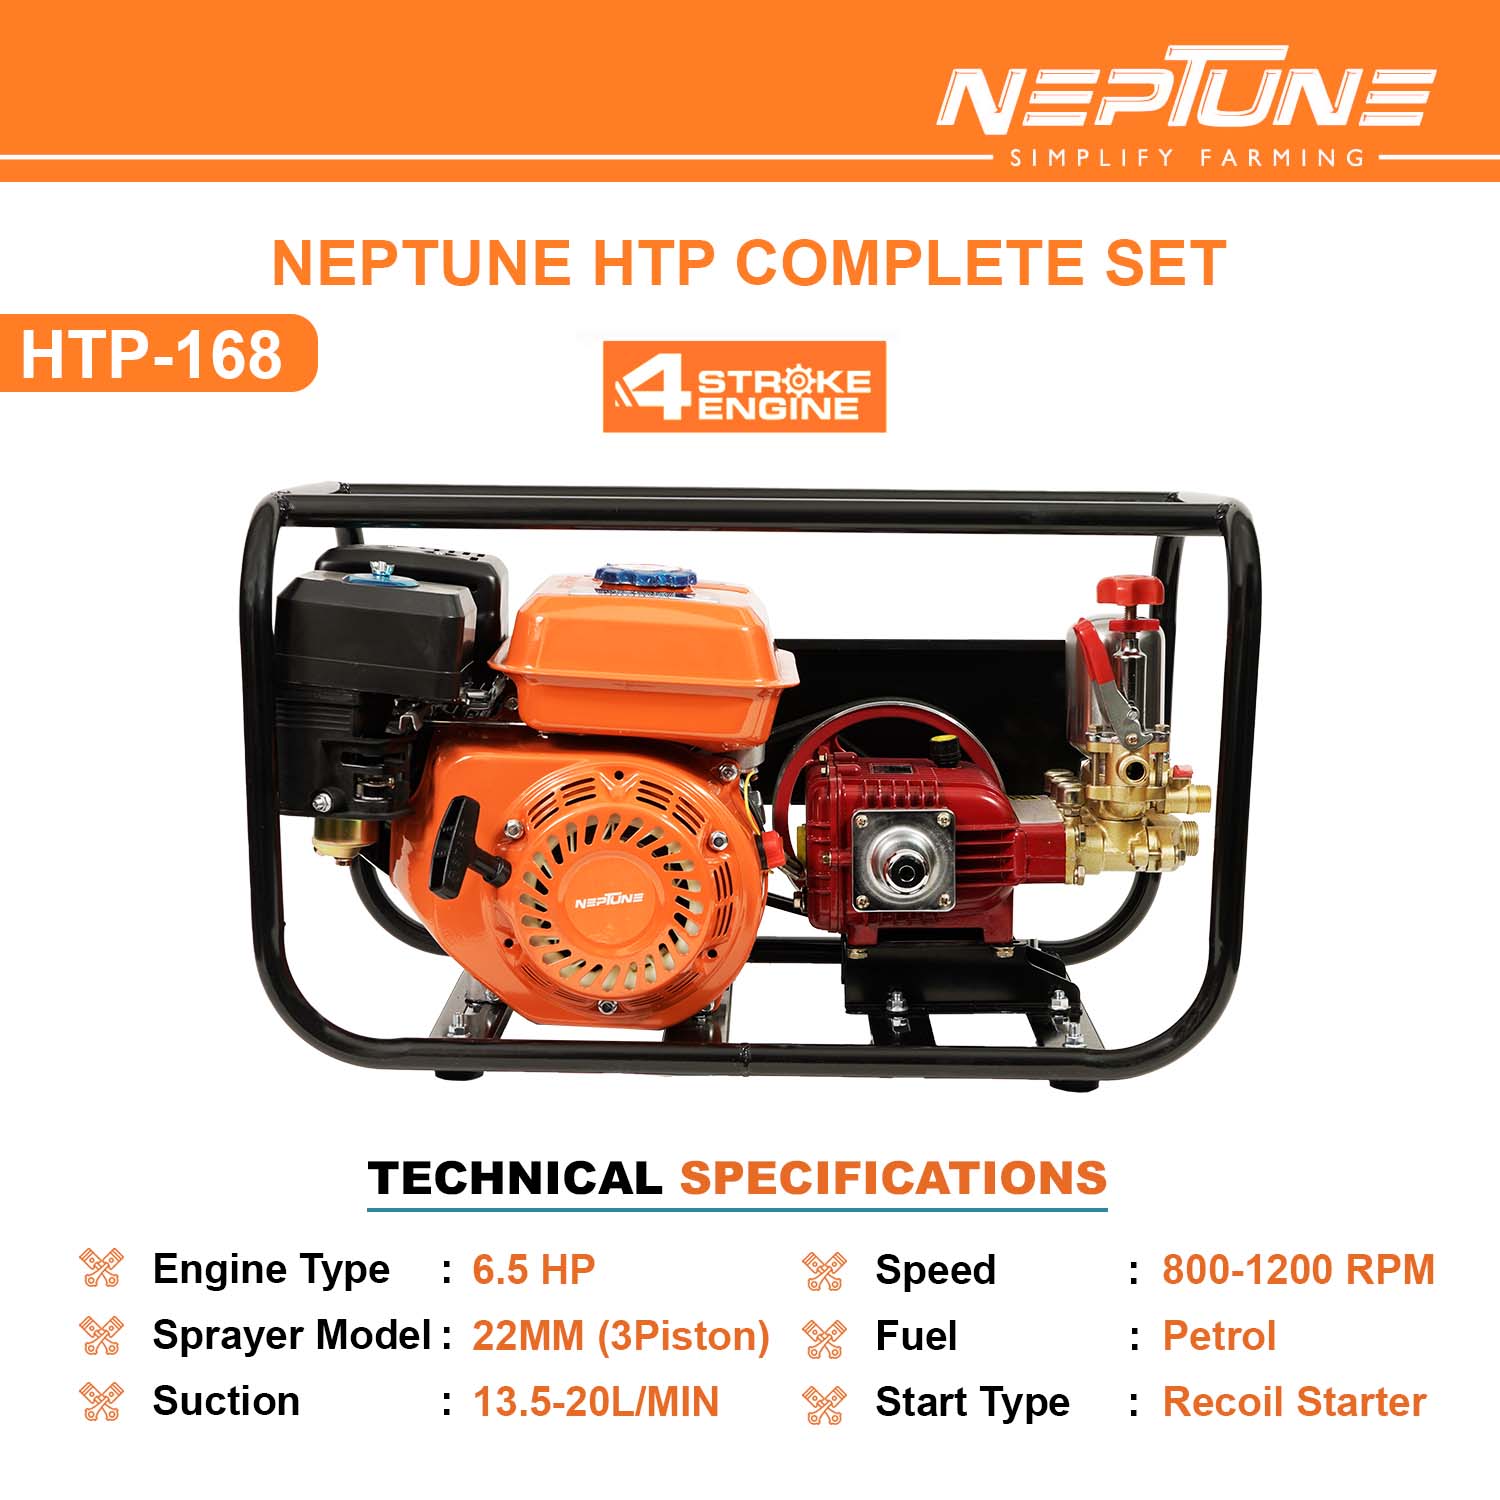 NEPTUNE
SIMPLIFY FARMING
NEPTUNE HTP COMPLETE SET
HTP-168
4 STROKE
ENGINE
NEPTUNE
TECHNICAL SPECIFICATIONS
Engine Type : 6.5 HP
Sprayer Model : 22MM (3Piston)
Suction : 13.5-20L/MIN
Speed : 800-1200 RPM
Fuel : Petrol
Start Type : Recoil Starter